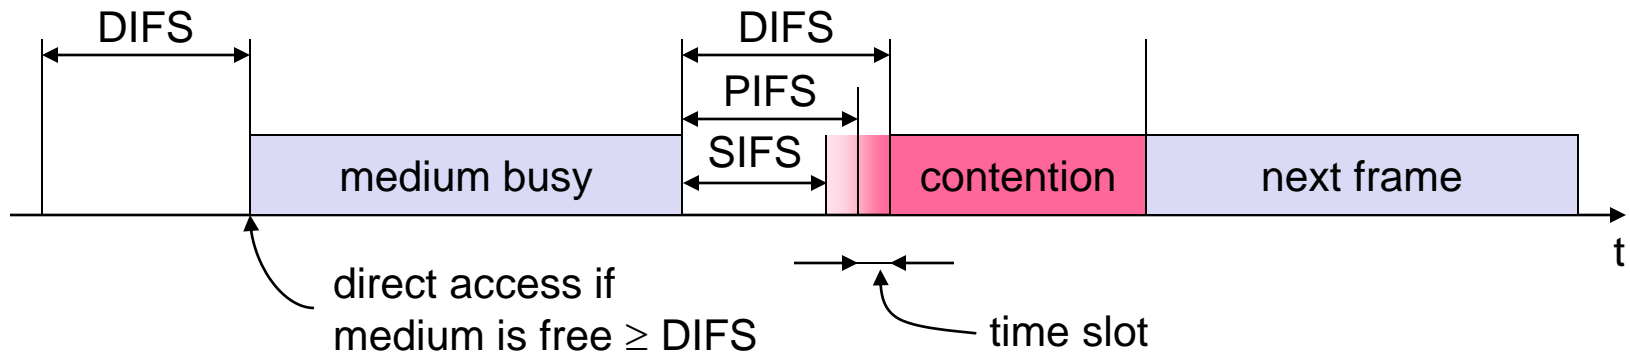 DIFS
DIFS
PIFS
SIFS
medium busy
contention
next frame
t
direct access if
medium is free ≥ DIFS
time slot